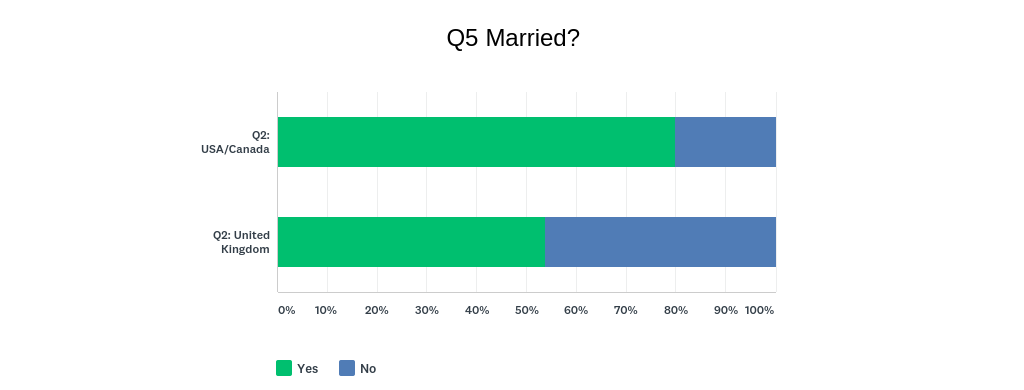 Q5 Married?
Q2:
USA/Canada
Q2: United
Kingdom
0% 10% 20% 30% 40% 50% 60% 70% 80% 90% 100%
Yes No